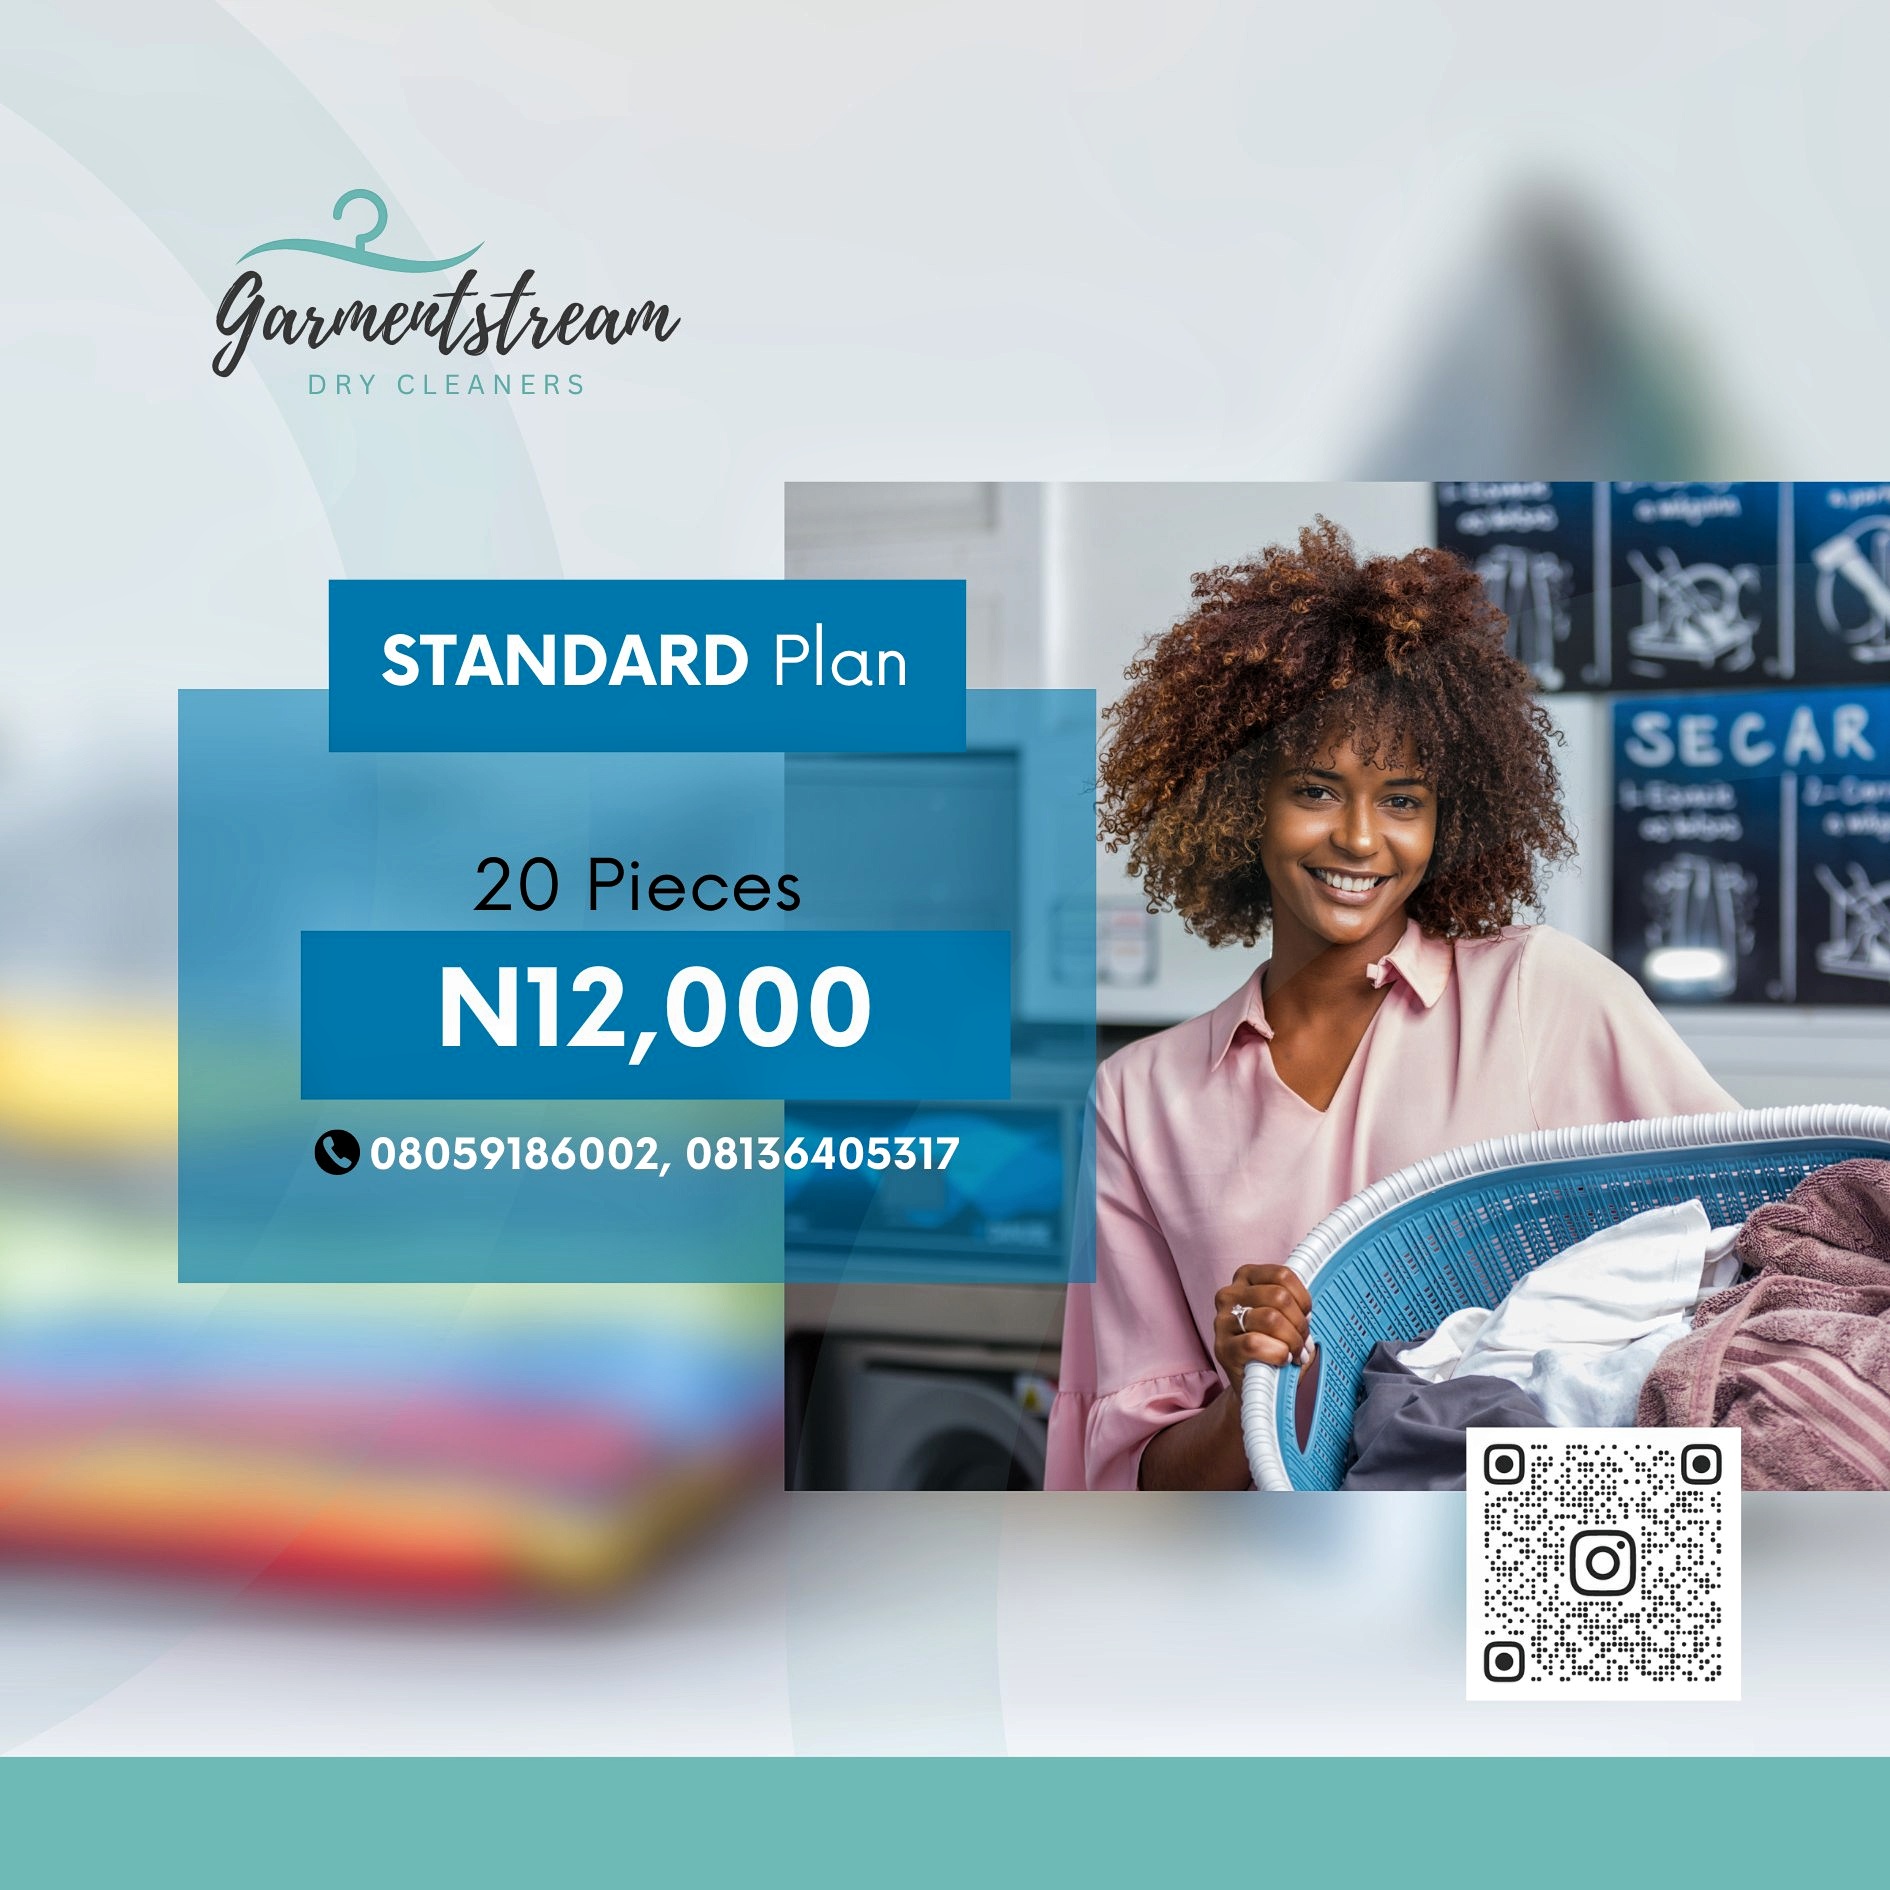 Garmentstream
DRY CLEANERS
STANDARD Plan
20 Pieces
N12,000
08059186002, 08136405317
SECAR